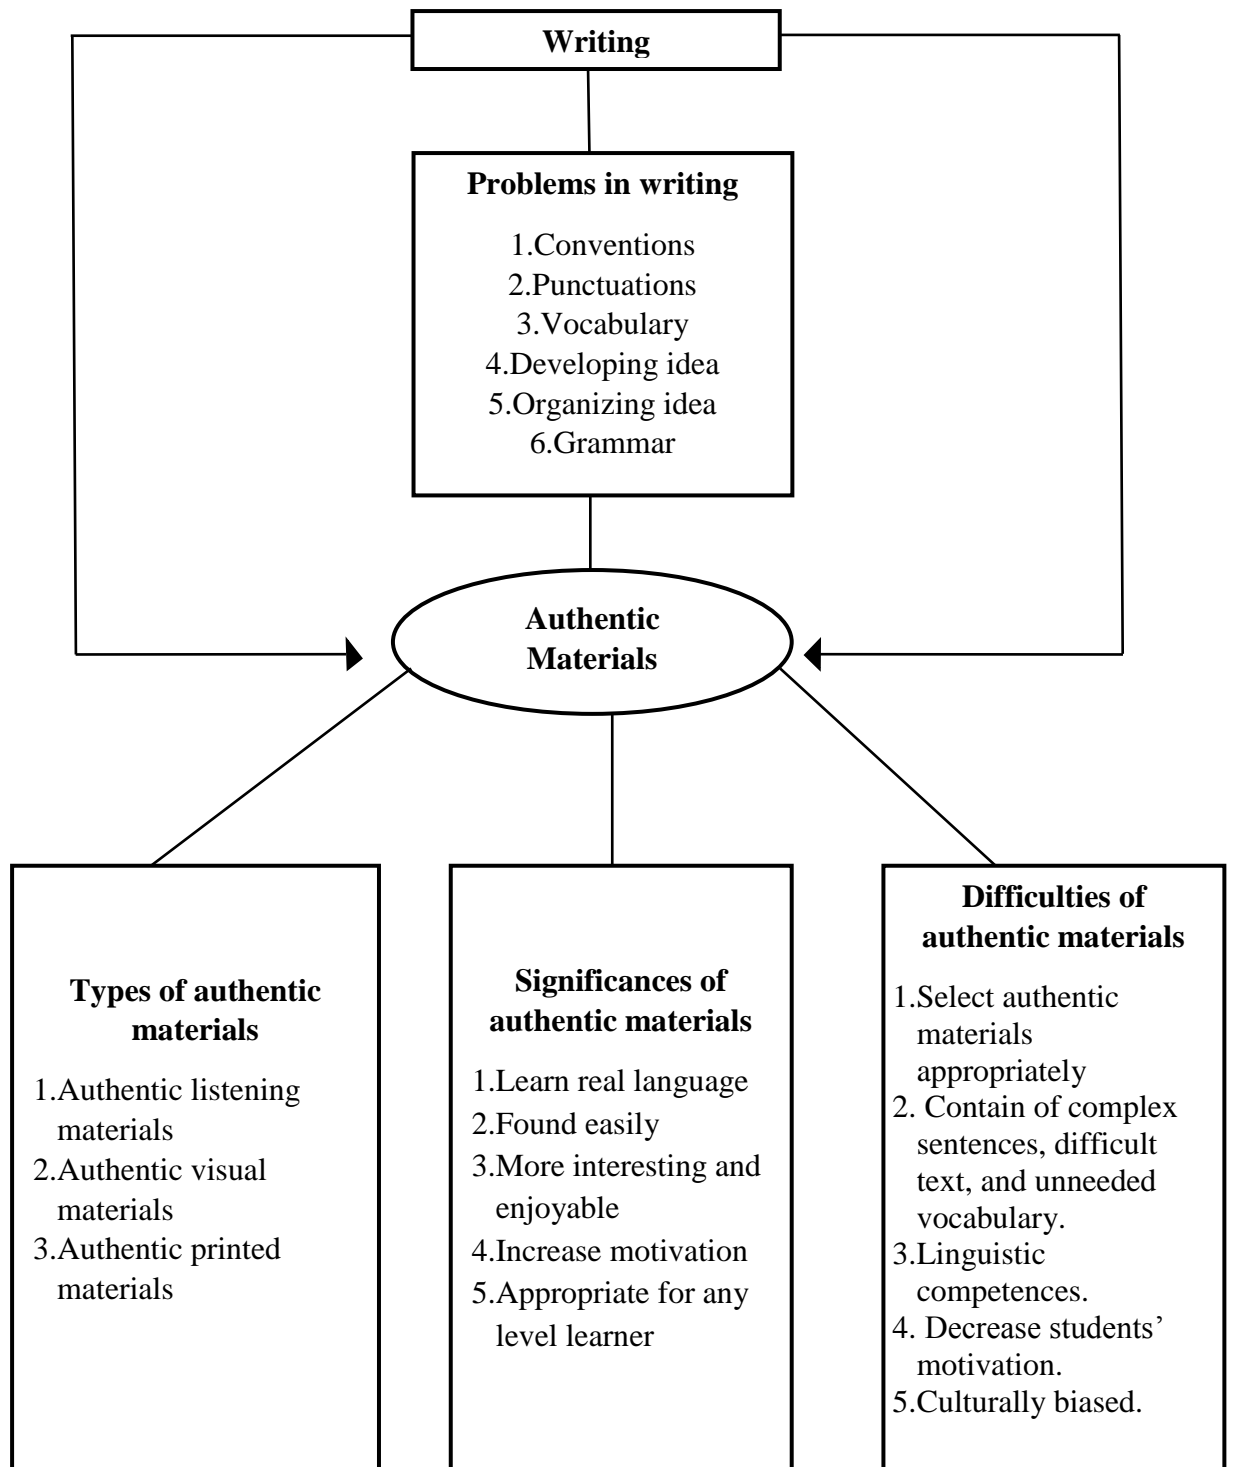 Writing
Problems in writing
1.Conventions
2.Punctuations
3.Vocabulary
4.Developing idea
5.Organizing idea
6.Grammar
Authentic
Materials
Types of authentic
materials
1.Authentic listening
materials
2.Authentic visual
materials
3.Authentic printed
materials
Significances of
authentic materials
1.Learn real language
2.Found easily
3.More interesting and
enjoyable
4.Increase motivation
5.Appropriate for any
level learner
Difficulties of
authentic materials
1.Select authentic
materials
appropriately
2. Contain of complex
sentences, difficult
text, and unneeded
vocabulary.
3.Linguistic
competences.
4. Decrease students’
motivation.
5.Culturally biased.